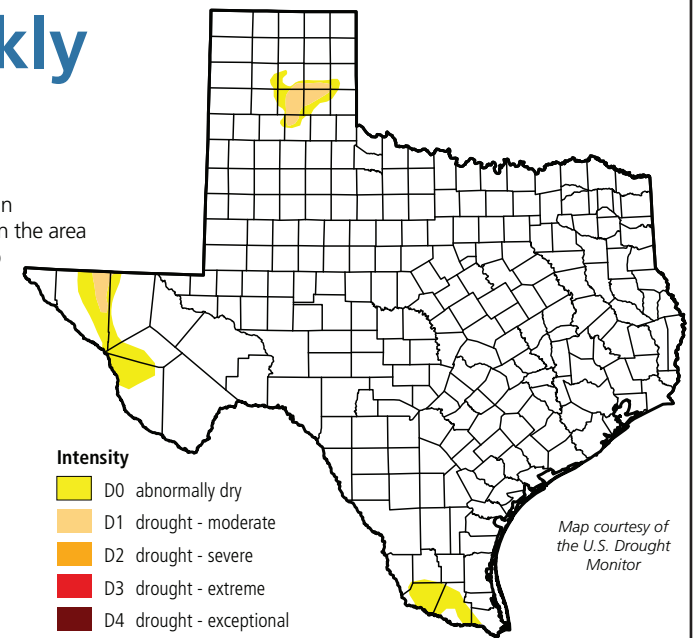 kly
n
n the area
Intensity
D0 abnormally dry
D1 drought - moderate
D2 drought - severe
D3 drought - extreme
D4 drought - exceptional
Map courtesy of
the U.S. Drought
Monitor